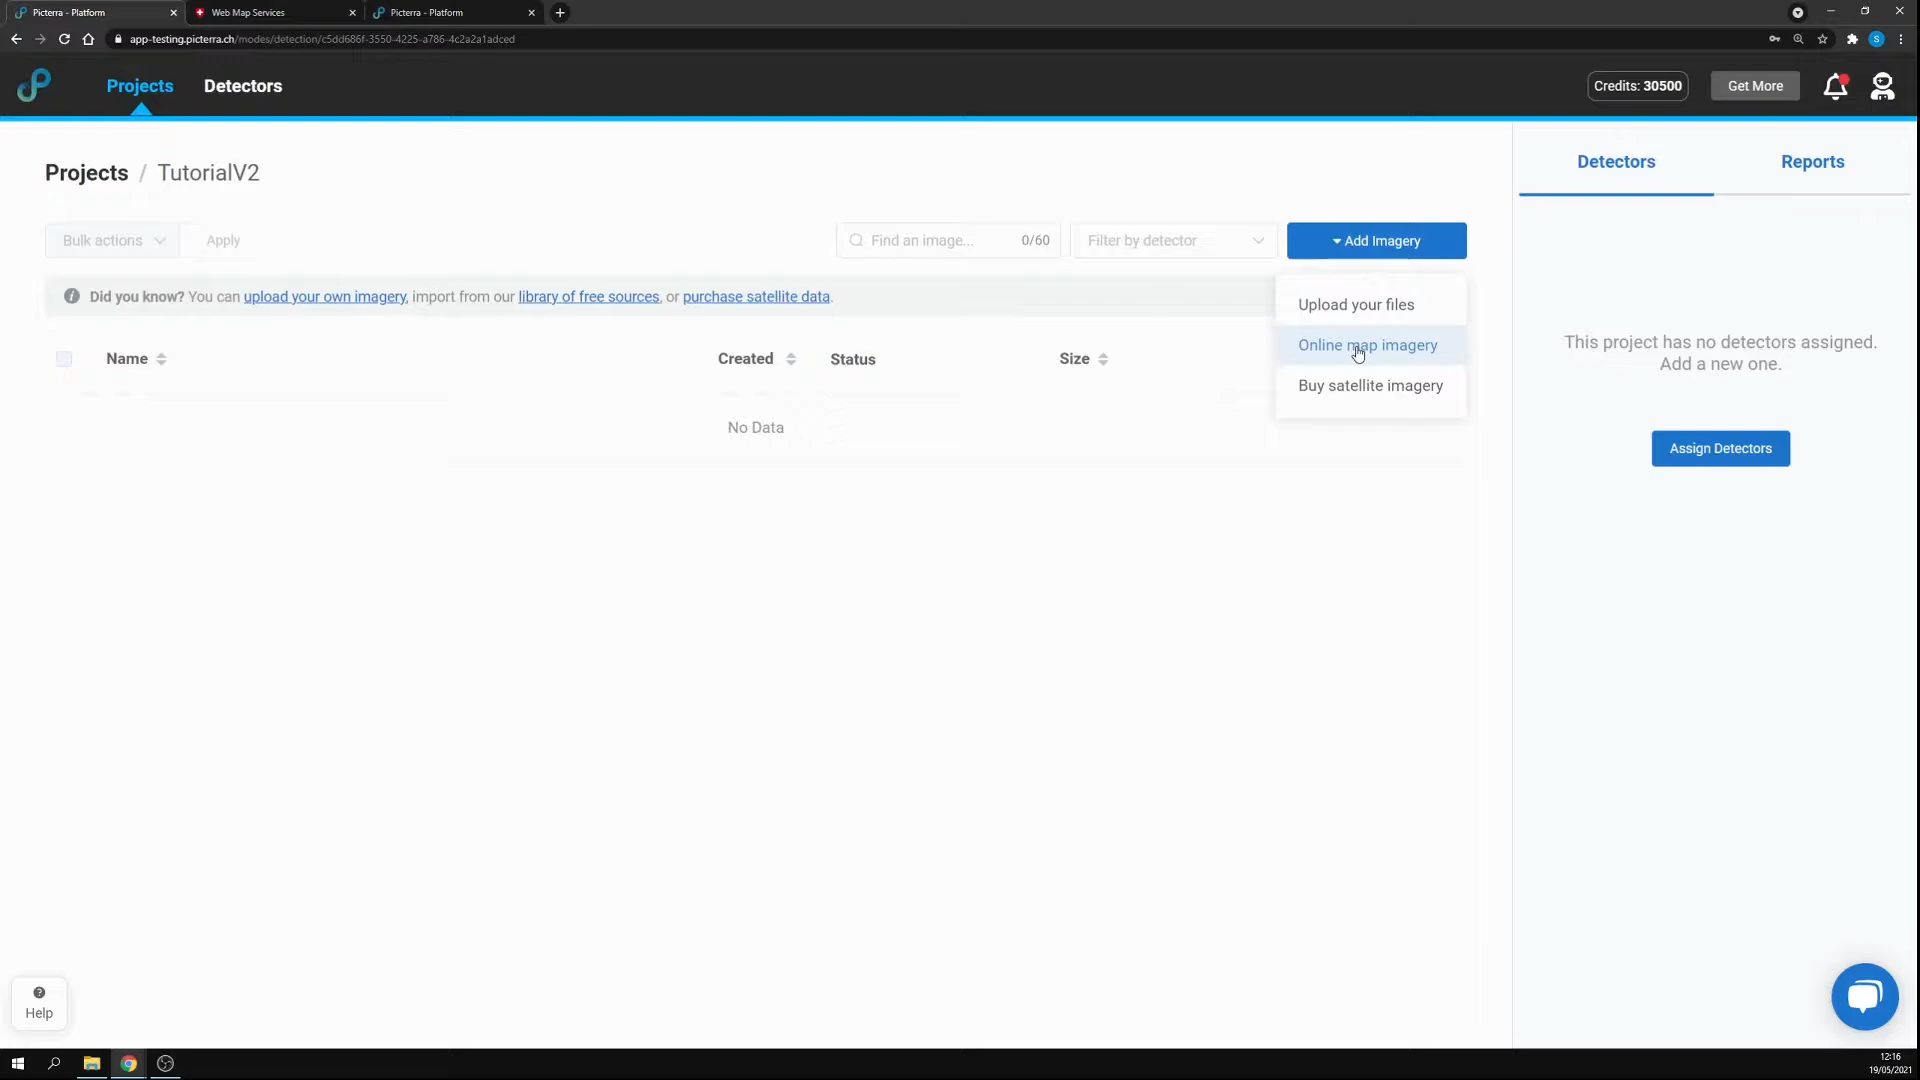 Picterra - Platform
Web Map Services
Picterra - Platform
app-testing.picterra.ch/modes/detection/c5dd686f-3550-4225-a786-4c2a2a1adced
S
Projects
Detectors
Credits: 30500
Get More
Projects / TutorialV2
Detectors
Reports
Bulk actions
Apply
Find an image...
0/60
Filter by detector
Add Imagery
Did you know? You can upload your own imagery, import from our library of free sources, or purchase satellite data.
Upload your files
Online map imagery
Buy satellite imagery
Name
Created
Status
Size
No Data
This project has no detectors assigned.
Add a new one.
Assign Detectors
Help
12:16
19/05/2021